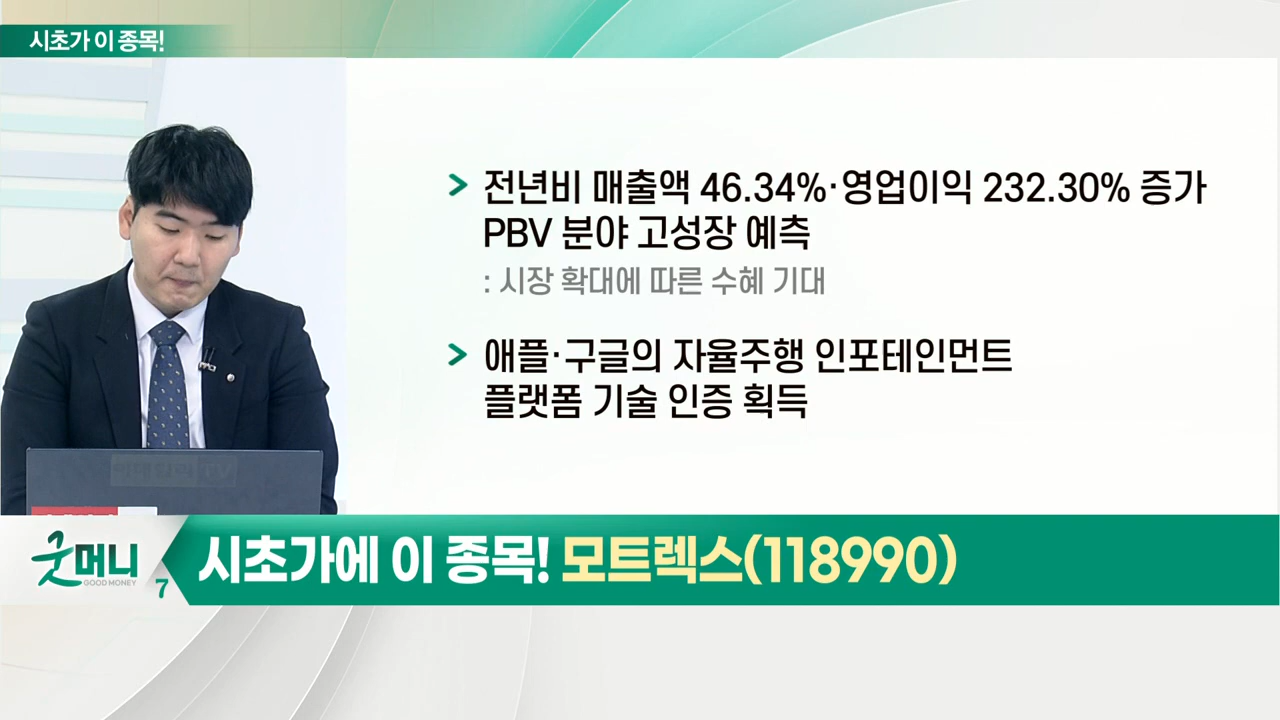 시초가 이 종목!
> 전년비 매출액 46.34%·영업이익 232.30% 증가
PBV 분야 고성장 예측
: 시장 확대에 따른 수혜 기대
> 애플·구글의 자율주행 인포테인먼트
플랫폼 기술 인증 획득
굿머니
GOOD MONEY
7
시초가에 이 종목! 모트렉스(118990)